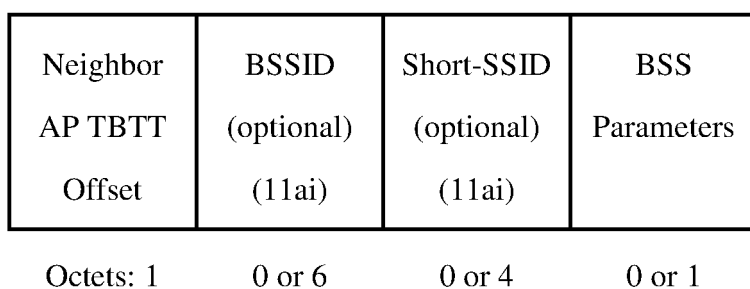 Neighbor
AP TBTT
Offset
BSSID
(optional)
(11ai)
Short-SSID
(optional)
(11ai)
BSS
Parameters
Octets: 1
0 or 6
0 or 4
0 or 1